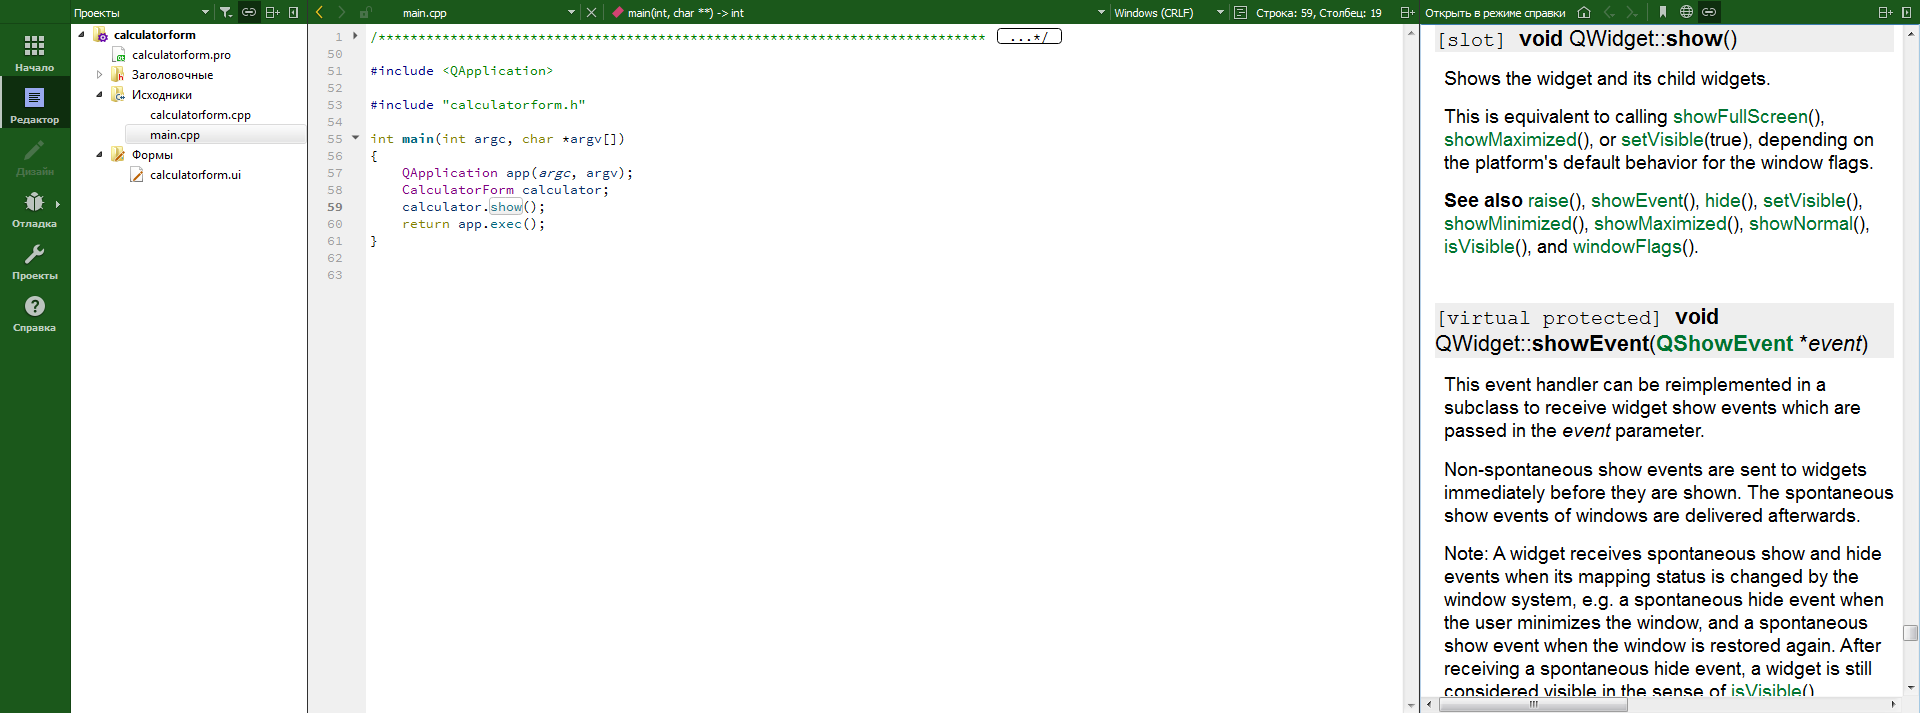 Проекты
main.cpp
main(int, char **) -> int
Windows (CRLF)
Строка: 59, Столбец: 19
Открыть в режиме справки
Начало
Редактор
Дизайн
Отладка
Проекты
Справка
calculatorform
calculatorform.pro
Заголовочные
Исходники
calculatorform.cpp
main.cpp
Формы
calculatorform.ui
1 /**************************************************************************** ...*/
50
51 #include <QApplication>
52
53 #include "calculatorform.h"
54
55 int main(int argc, char *argv[])
56 {
57 QApplication app(argc, argv);
58 CalculatorForm calculator;
59 calculator.show();
60 return app.exec();
61 }
62
63
[slot] void QWidget::show()
Shows the widget and its child widgets.
This is equivalent to calling showFullScreen(),
showMaximized(), or setVisible(true), depending on
the platform's default behavior for the window flags.
See also raise(), showEvent(), hide(), setVisible(),
showMinimized(), showMaximized(), showNormal(),
isVisible(), and windowFlags().
[virtual protected] void
QWidget::showEvent(QShowEvent *event)
This event handler can be reimplemented in a
subclass to receive widget show events which are
passed in the event parameter.
Non-spontaneous show events are sent to widgets
immediately before they are shown. The spontaneous
show events of windows are delivered afterwards.
Note: A widget receives spontaneous show and hide
events when its mapping status is changed by the
window system, e.g. a spontaneous hide event when
the user minimizes the window, and a spontaneous
show event when the window is restored again. After
receiving a spontaneous hide event, a widget is still
considered visible in the sense of isVisible().